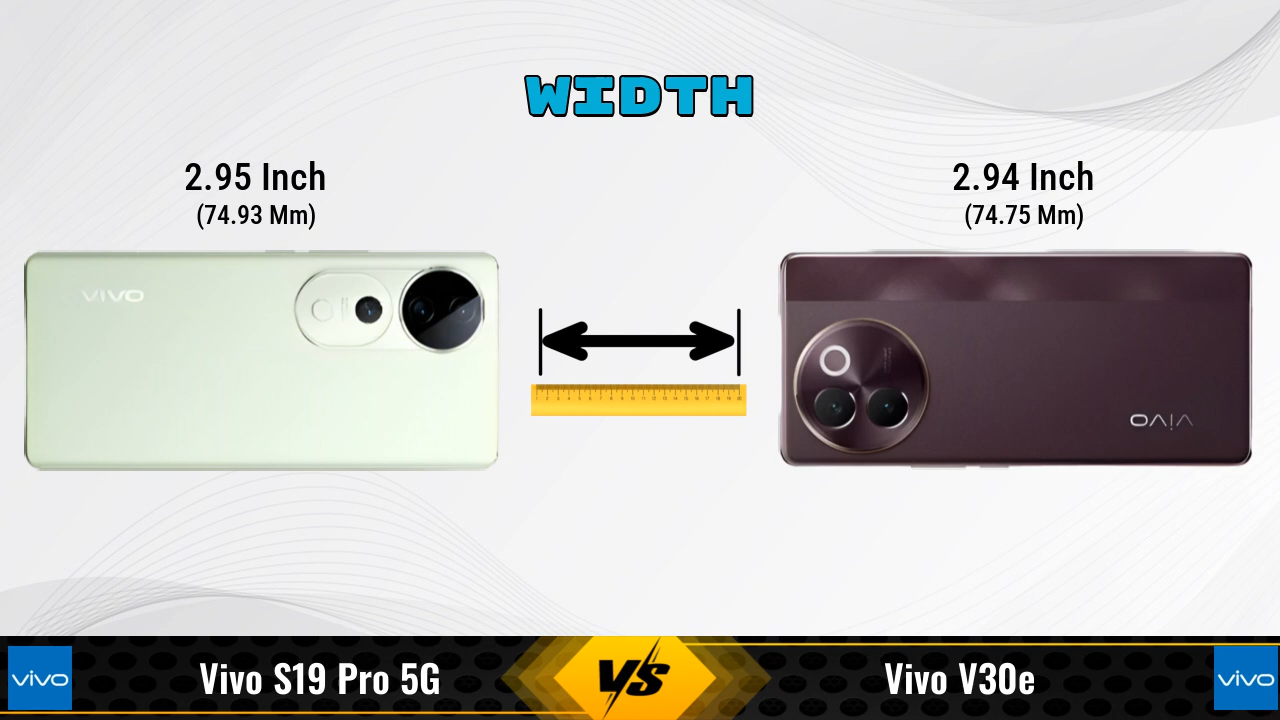 WIDTH
2.95 Inch
(74.93 Mm)
2.94 Inch
(74.75 Mm)
VIVO
vivo
vivo
Vivo S19 Pro 5G
VS
Vivo V30e
vivo